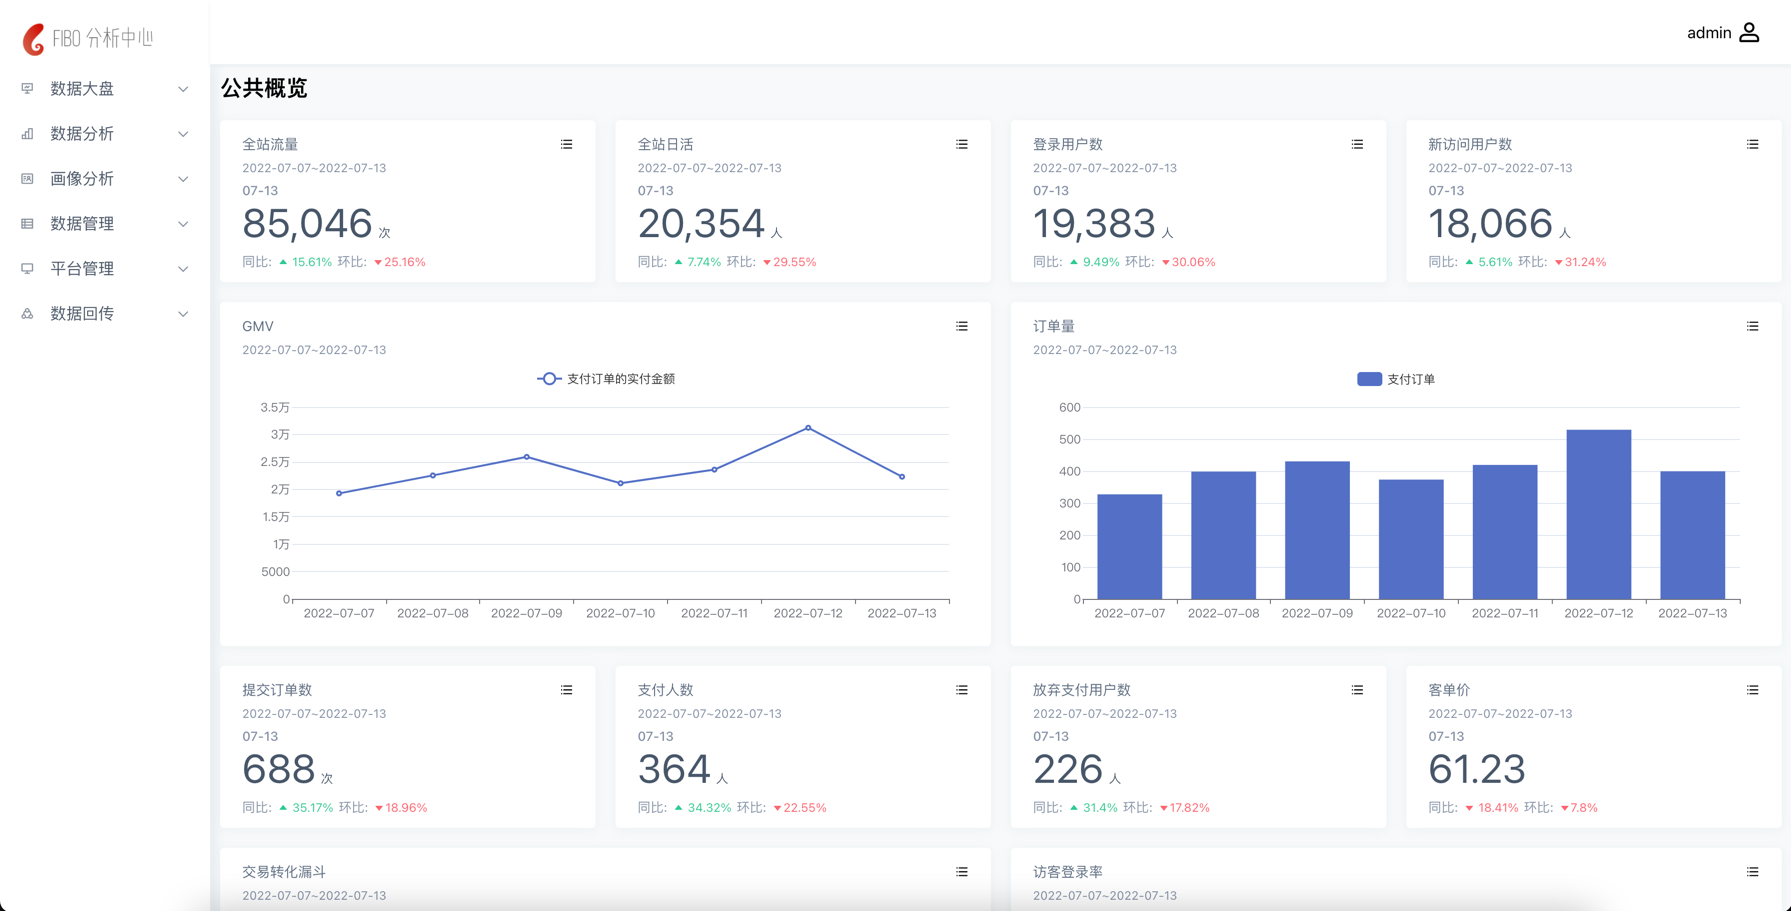 FIBO 分析中心
admin
数据大盘
数据分析
画像分析
数据管理
平台管理
数据回传
公共概览
全站流量
2022-07-07~2022-07-13
07-13
85,046 次
同比: 15.61% 环比: 25.16%
全站日活
2022-07-07~2022-07-13
07-13
20,354 人
同比: 7.74% 环比: 29.55%
登录用户数
2022-07-07~2022-07-13
07-13
19,383 人
同比: 9.49% 环比: 30.06%
新访问用户数
2022-07-07~2022-07-13
07-13
18,066 人
同比: 5.61% 环比: 31.24%
GMV
2022-07-07~2022-07-13
支付订单的实付金额
3.5万
3万
2.5万
2万
1.5万
1万
5000
0
2022-07-07 2022-07-08 2022-07-09 2022-07-10 2022-07-11 2022-07-12 2022-07-13
订单量
2022-07-07~2022-07-13
支付订单
600
500
400
300
200
100
0
2022-07-07 2022-07-08 2022-07-09 2022-07-10 2022-07-11 2022-07-12 2022-07-13
提交订单数
2022-07-07~2022-07-13
07-13
688 次
同比: 35.17% 环比: 18.96%
支付人数
2022-07-07~2022-07-13
07-13
364 人
同比: 34.32% 环比: 22.55%
放弃支付用户数
2022-07-07~2022-07-13
07-13
226 人
同比: 31.4% 环比: 17.82%
客单价
2022-07-07~2022-07-13
07-13
61.23
同比: 18.41% 环比: 7.8%
交易转化漏斗
2022-07-07~2022-07-13
访客登录率
2022-07-07~2022-07-13